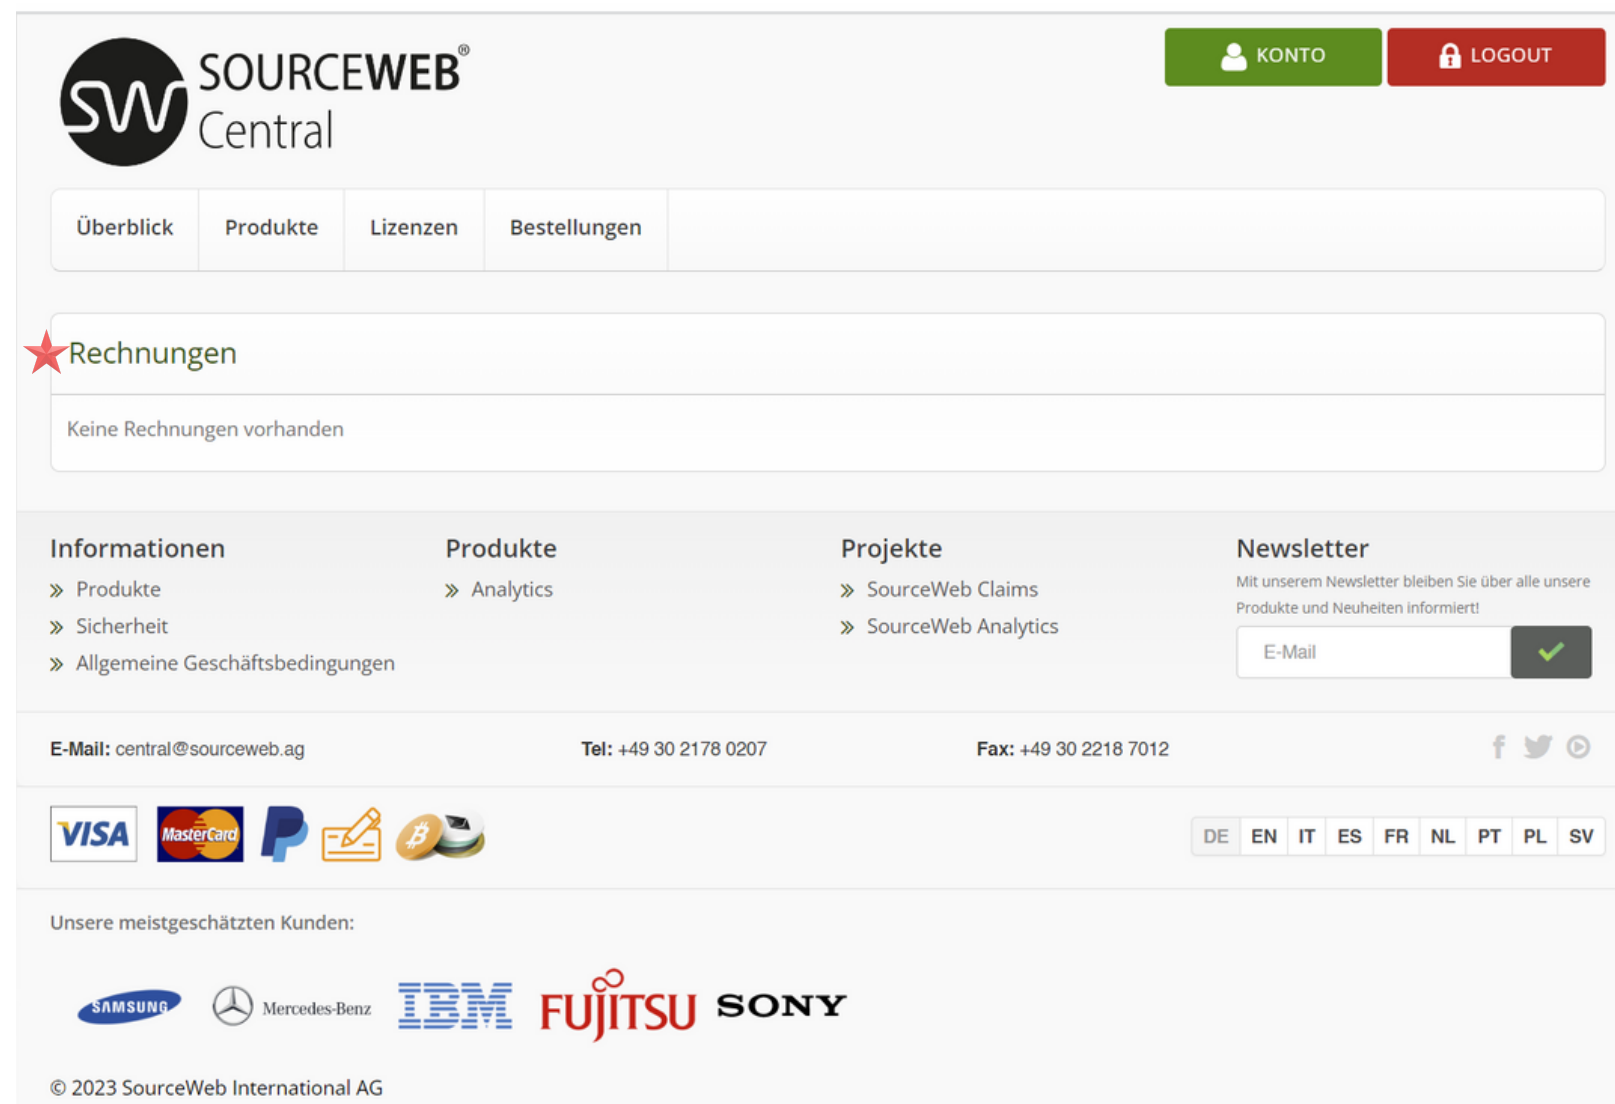 SW
SOURCEWEB®
Central
KONTO
LOGOUT
Überblick Produkte Lizenzen Bestellungen
Rechnungen
Keine Rechnungen vorhanden
Informationen
Produkte
Sicherheit
Allgemeine Geschäftsbedingungen
Produkte
Analytics
Projekte
SourceWeb Claims
SourceWeb Analytics
Newsletter
Mit unserem Newsletter bleiben Sie über alle unsere
Produkte und Neuheiten informiert!
E-Mail
E-Mail: central@sourceweb.ag Tel: +49 30 2178 0207 Fax: +49 30 2218 7012
VISA MasterCard
DE EN IT ES FR NL PT PL SV
Unsere meistgeschätzten Kunden:
SAMSUNG Mercedes-Benz IBM FUJITSU SONY
© 2023 SourceWeb International AG